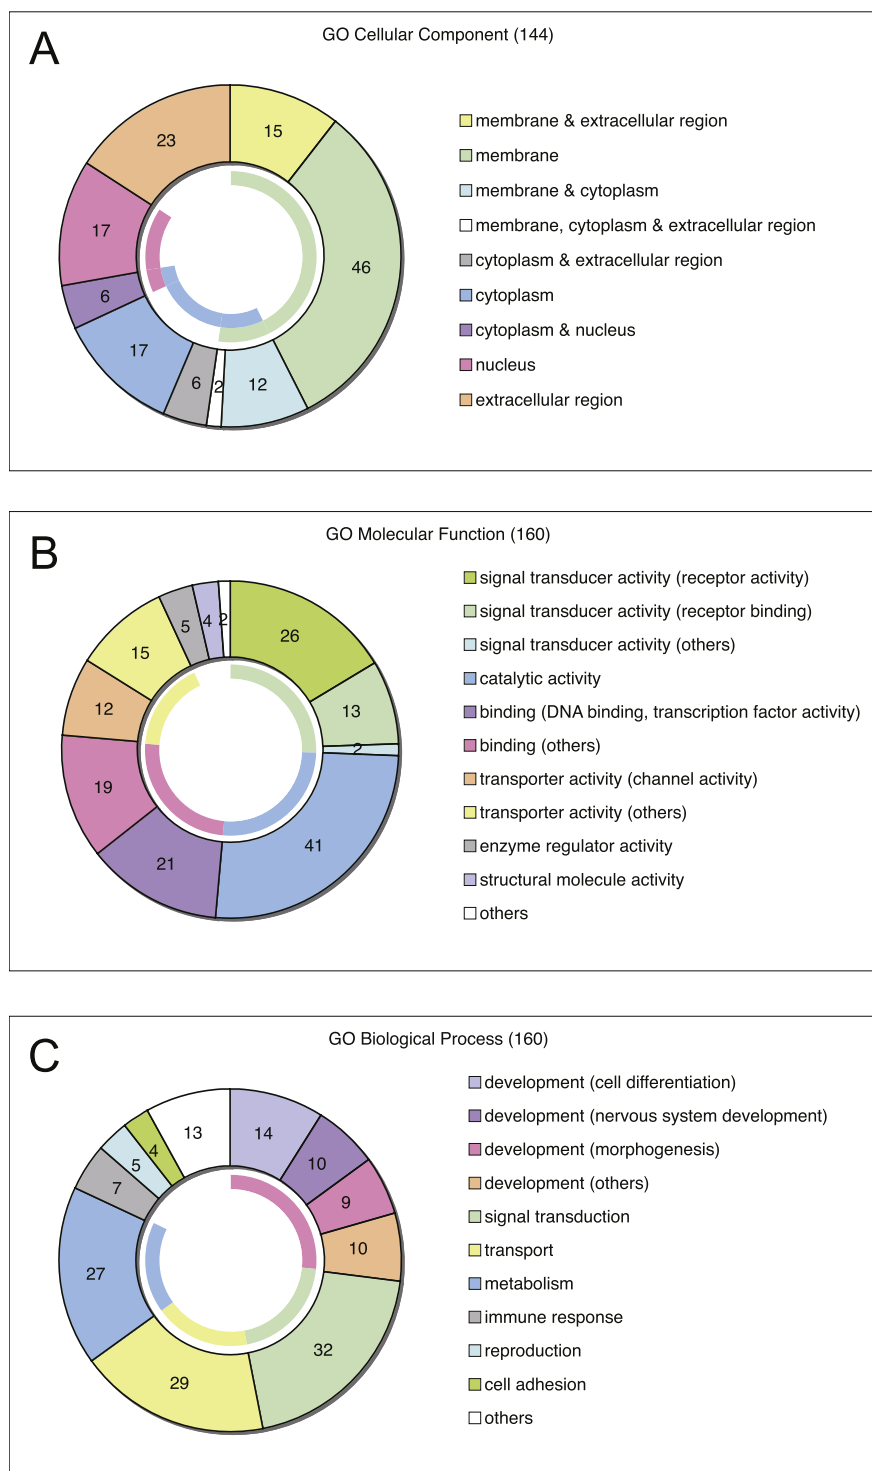 GO Cellular Component (144)
A
15
23
17
46
6
17
6
2
12
membrane & extracellular region
membrane
membrane & cytoplasm
membrane, cytoplasm & extracellular region
cytoplasm & extracellular region
cytoplasm
cytoplasm & nucleus
nucleus
extracellular region
GO Molecular Function (160)
B
5
4
2
26
15
12
13
2
19
41
21
signal transducer activity (receptor activity)
signal transducer activity (receptor binding)
signal transducer activity (others)
catalytic activity
binding (DNA binding, transcription factor activity)
binding (others)
transporter activity (channel activity)
transporter activity (others)
enzyme regulator activity
structural molecule activity
others
GO Biological Process (160)
C
13
14
4
5
10
7
9
10
27
32
29
development (cell differentiation)
development (nervous system development)
development (morphogenesis)
development (others)
signal transduction
transport
metabolism
immune response
reproduction
cell adhesion
others